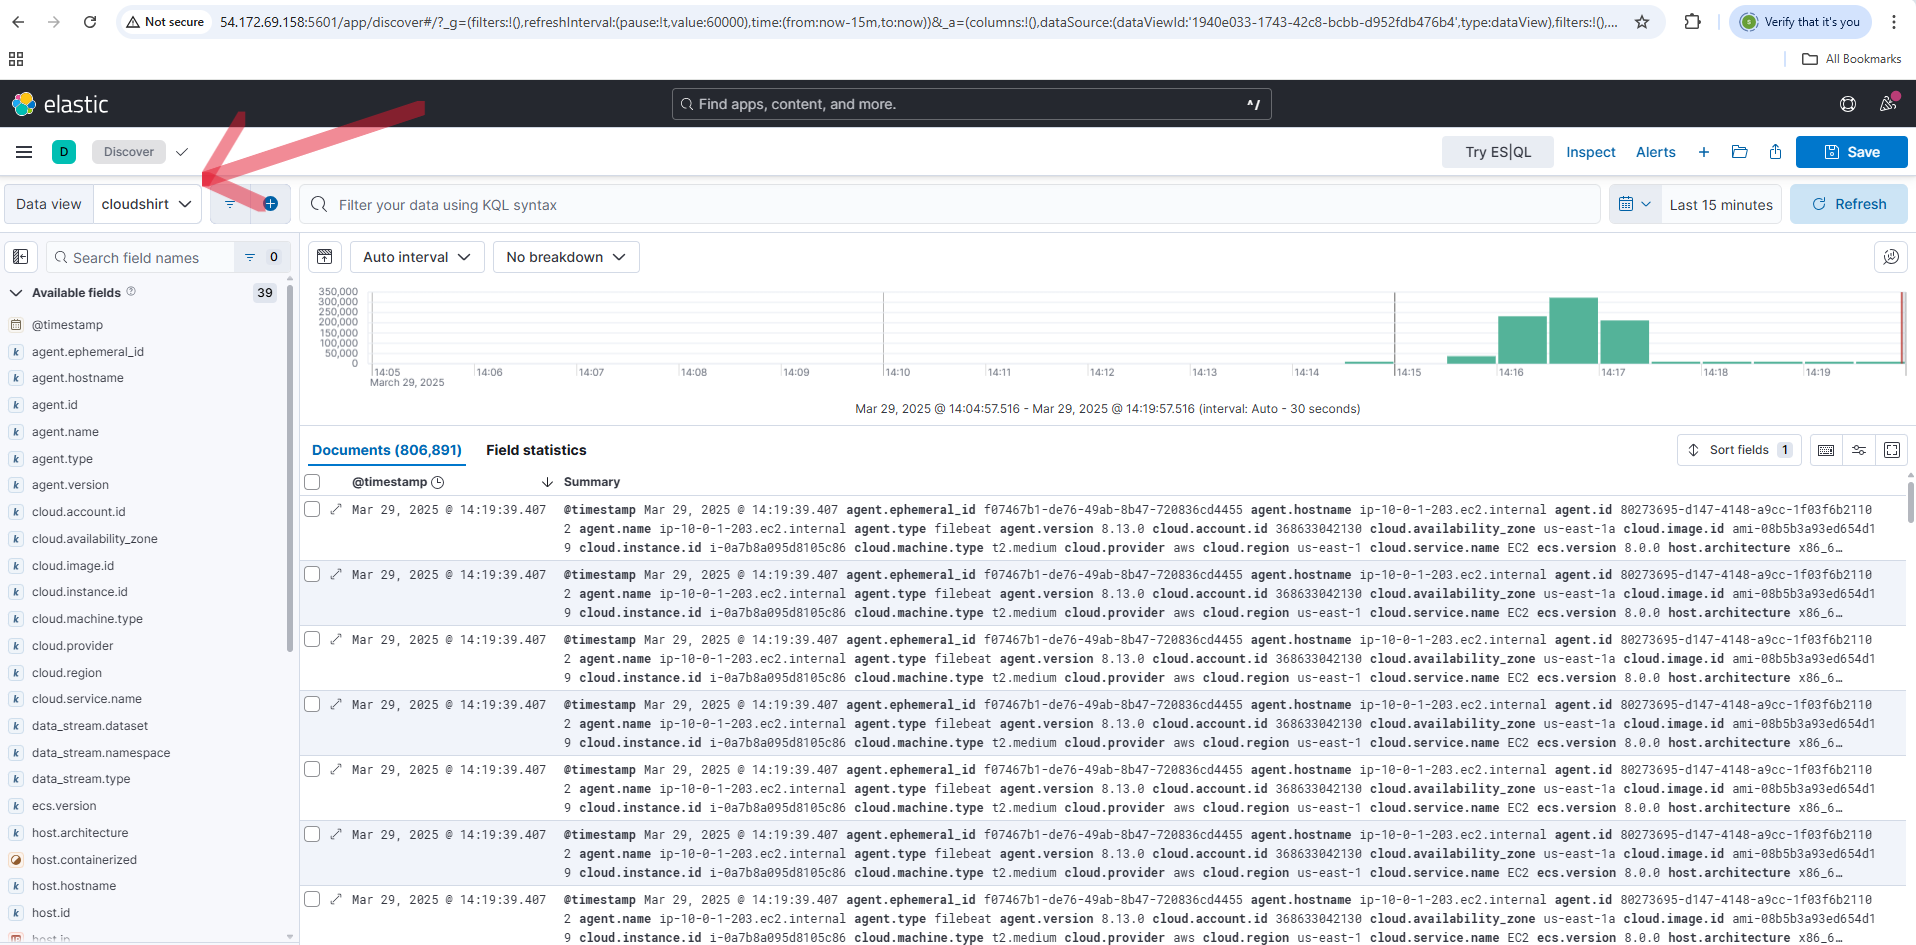 Not secure
54.172.69.158:5601/app/discover#/?_g=(filters:!(),refreshInterval:(pause:!t,value:60000),time:(from:now-15m,to:now))&_a=(columns:!(),dataSource:(dataViewId:'1940e033-1743-42c8-bcbb-d952fdb476b4',type:dataView),filters:!(),...
Verify that it's you
All Bookmarks
elastic
Find apps, content, and more.
^/
D
Discover
Try ES|QL
Inspect
Alerts
Save
Data view
cloudshirt
Filter your data using KQL syntax
Last 15 minutes
Refresh
Search field names
0
Auto interval
No breakdown
Available fields
39
@timestamp
agent.ephemeral_id
agent.hostname
agent.id
agent.name
agent.type
agent.version
cloud.account.id
cloud.availability_zone
cloud.image.id
cloud.instance.id
cloud.machine.type
cloud.provider
cloud.region
cloud.service.name
data_stream.dataset
data_stream.namespace
data_stream.type
ecs.version
host.architecture
host.containerized
host.hostname
host.id
host.ip
350,000
300,000
250,000
200,000
150,000
100,000
50,000
0
14:05 14:06 14:07 14:08 14:09 14:10 14:11 14:12 14:13 14:14 14:15 14:16 14:17 14:18 14:19
March 29, 2025
Mar 29, 2025 @ 14:04:57.516 - Mar 29, 2025 @ 14:19:57.516 (interval: Auto - 30 seconds)
Documents (806,891)
Field statistics
Sort fields 1
@timestamp
Summary
Mar 29, 2025 @ 14:19:39.407 @timestamp Mar 29, 2025 @ 14:19:39.407 agent.ephemeral_id f07467b1-de76-49ab-8b47-720836cd4455 agent.hostname ip-10-0-1-203.ec2.internal agent.id 80273695-d147-4148-a9cc-1f03f6b2110
2 agent.name ip-10-0-1-203.ec2.internal agent.type filebeat agent.version 8.13.0 cloud.account.id 368633042130 cloud.availability_zone us-east-1a cloud.image.id ami-08b5b3a93ed654d1
9 cloud.instance.id i-0a7b8a095d8105c86 cloud.machine.type t2.medium cloud.provider aws cloud.region us-east-1 cloud.service.name EC2 ecs.version 8.0.0 host.architecture x86_6…
Mar 29, 2025 @ 14:19:39.407 @timestamp Mar 29, 2025 @ 14:19:39.407 agent.ephemeral_id f07467b1-de76-49ab-8b47-720836cd4455 agent.hostname ip-10-0-1-203.ec2.internal agent.id 80273695-d147-4148-a9cc-1f03f6b2110
2 agent.name ip-10-0-1-203.ec2.internal agent.type filebeat agent.version 8.13.0 cloud.account.id 368633042130 cloud.availability_zone us-east-1a cloud.image.id ami-08b5b3a93ed654d1
9 cloud.instance.id i-0a7b8a095d8105c86 cloud.machine.type t2.medium cloud.provider aws cloud.region us-east-1 cloud.service.name EC2 ecs.version 8.0.0 host.architecture x86_6…
Mar 29, 2025 @ 14:19:39.407 @timestamp Mar 29, 2025 @ 14:19:39.407 agent.ephemeral_id f07467b1-de76-49ab-8b47-720836cd4455 agent.hostname ip-10-0-1-203.ec2.internal agent.id 80273695-d147-4148-a9cc-1f03f6b2110
2 agent.name ip-10-0-1-203.ec2.internal agent.type filebeat agent.version 8.13.0 cloud.account.id 368633042130 cloud.availability_zone us-east-1a cloud.image.id ami-08b5b3a93ed654d1
9 cloud.instance.id i-0a7b8a095d8105c86 cloud.machine.type t2.medium cloud.provider aws cloud.region us-east-1 cloud.service.name EC2 ecs.version 8.0.0 host.architecture x86_6…
Mar 29, 2025 @ 14:19:39.407 @timestamp Mar 29, 2025 @ 14:19:39.407 agent.ephemeral_id f07467b1-de76-49ab-8b47-720836cd4455 agent.hostname ip-10-0-1-203.ec2.internal agent.id 80273695-d147-4148-a9cc-1f03f6b2110
2 agent.name ip-10-0-1-203.ec2.internal agent.type filebeat agent.version 8.13.0 cloud.account.id 368633042130 cloud.availability_zone us-east-1a cloud.image.id ami-08b5b3a93ed654d1
9 cloud.instance.id i-0a7b8a095d8105c86 cloud.machine.type t2.medium cloud.provider aws cloud.region us-east-1 cloud.service.name EC2 ecs.version 8.0.0 host.architecture x86_6…
Mar 29, 2025 @ 14:19:39.407 @timestamp Mar 29, 2025 @ 14:19:39.407 agent.ephemeral_id f07467b1-de76-49ab-8b47-720836cd4455 agent.hostname ip-10-0-1-203.ec2.internal agent.id 80273695-d147-4148-a9cc-1f03f6b2110
2 agent.name ip-10-0-1-203.ec2.internal agent.type filebeat agent.version 8.13.0 cloud.account.id 368633042130 cloud.availability_zone us-east-1a cloud.image.id ami-08b5b3a93ed654d1
9 cloud.instance.id i-0a7b8a095d8105c86 cloud.machine.type t2.medium cloud.provider aws cloud.region us-east-1 cloud.service.name EC2 ecs.version 8.0.0 host.architecture x86_6…
Mar 29, 2025 @ 14:19:39.407 @timestamp Mar 29, 2025 @ 14:19:39.407 agent.ephemeral_id f07467b1-de76-49ab-8b47-720836cd4455 agent.hostname ip-10-0-1-203.ec2.internal agent.id 80273695-d147-4148-a9cc-1f03f6b2110
2 agent.name ip-10-0-1-203.ec2.internal agent.type filebeat agent.version 8.13.0 cloud.account.id 368633042130 cloud.availability_zone us-east-1a cloud.image.id ami-08b5b3a93ed654d1
9 cloud.instance.id i-0a7b8a095d8105c86 cloud.machine.type t2.medium cloud.provider aws cloud.region us-east-1 cloud.service.name EC2 ecs.version 8.0.0 host.architecture x86_6…
Mar 29, 2025 @ 14:19:39.407 @timestamp Mar 29, 2025 @ 14:19:39.407 agent.ephemeral_id f07467b1-de76-49ab-8b47-720836cd4455 agent.hostname ip-10-0-1-203.ec2.internal agent.id 80273695-d147-4148-a9cc-1f03f6b2110
2 agent.name ip-10-0-1-203.ec2.internal agent.type filebeat agent.version 8.13.0 cloud.account.id 368633042130 cloud.availability_zone us-east-1a cloud.image.id ami-08b5b3a93ed654d1
9 cloud.instance.id i-0a7b8a095d8105c86 cloud.machine.type t2.medium cloud.provider aws cloud.region us-east-1 cloud.service.name EC2 ecs.version 8.0.0 host.architecture x86_6…